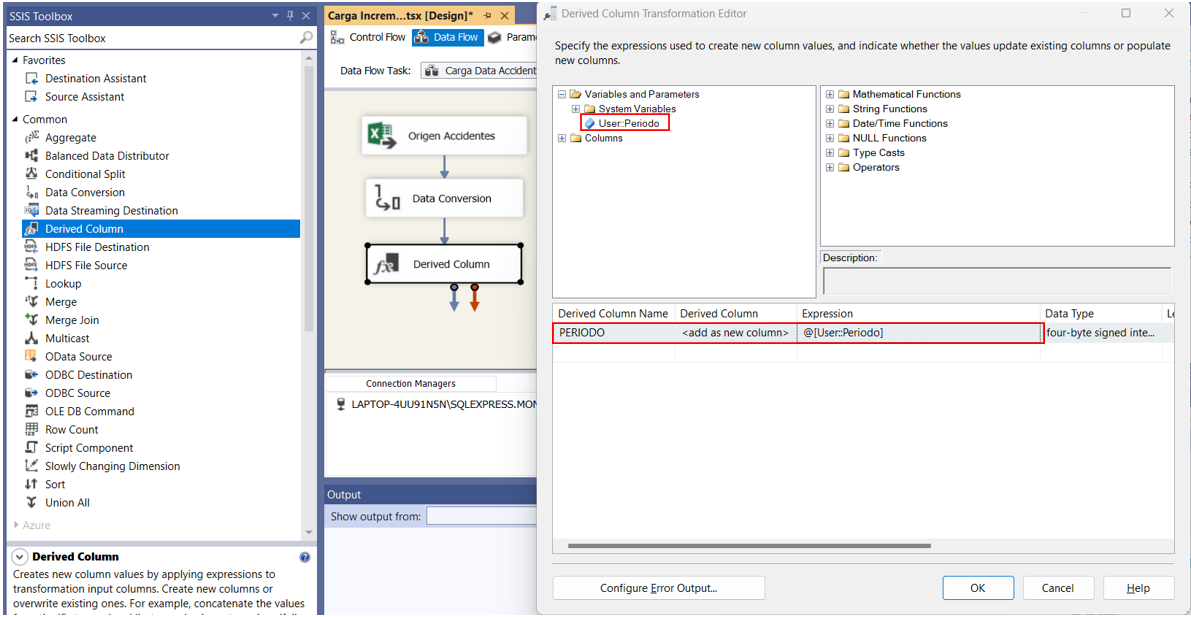 SSIS Toolbox
Search SSIS Toolbox
Favorites
Destination Assistant
Source Assistant
Common
Aggregate
Balanced Data Distributor
Conditional Split
Data Conversion
Data Streaming Destination
Derived Column
HDFS File Destination
HDFS File Source
Lookup
Merge
Merge Join
Multicast
OData Source
ODBC Destination
ODBC Source
OLE DB Command
Row Count
Script Component
Slowly Changing Dimension
Sort
Union All
Azure
Derived Column
Creates new column values by applying expressions to
transformation input columns. Create new columns or
overwrite existing ones. For example, concatenate the values
Carga Increm...tsx [Design]*
Control Flow
Data Flow
Param
Data Flow Task:
Carga Data Accident
Origen Accidentes
Data Conversion
Derived Column
Connection Managers
LAPTOP-4UU91N5N\SQLEXPRESS.MON
Output
Show output from:
Derived Column Transformation Editor
Specify the expressions used to create new column values, and indicate whether the values update existing columns or populate
new columns.
Variables and Parameters
System Variables
User::Periodo
Columns
Mathematical Functions
String Functions
Date/Time Functions
NULL Functions
Type Casts
Operators
Description:
Derived Column Name Derived Column Expression Data Type Le
PERIODO <add as new column> @[User::Periodo] four-byte signed inte...
Configure Error Output...
OK
Cancel
Help